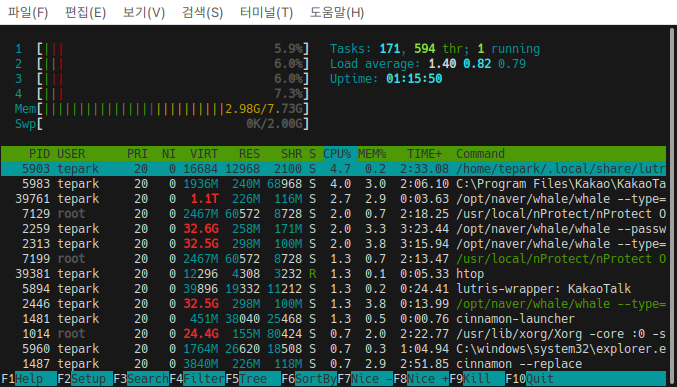 파일(F) 편집(E) 보기(V) 검색(S) 터미널(T) 도움말(H)
1 [||| 5.9%] Tasks: 171, 594 thr; 1 running
2 [||| 6.0%] Load average: 1.40 0.82 0.79
3 [||| 6.0%] Uptime: 01:15:50
4 [||| 7.3%]
Mem[||||||||||||||||||||||||||2.98G/7.73G]
Swp[ 0K/2.00G]
PID USER PRI NI VIRT RES SHR S CPU% MEM% TIME+ Command
5903 tepark 20 0 16684 12968 2100 S 4.7 0.2 2:33.08 /home/tepark/.local/share/lutr
5983 tepark 20 0 1936M 240M 68968 S 4.0 3.0 2:06.10 C:\Program Files\Kakao\KakaoTa
39761 tepark 20 0 1.1T 226M 116M S 2.7 2.9 0:03.63 /opt/naver/whale/whale --type=
7129 root 20 0 2467M 60572 8728 S 2.0 0.7 2:18.25 /usr/local/nProtect/nProtect O
2259 tepark 20 0 32.6G 258M 171M S 2.0 3.3 3:23.44 /opt/naver/whale/whale --passw
2313 tepark 20 0 32.5G 298M 100M S 2.0 3.8 3:15.94 /opt/naver/whale/whale --type=
7199 root 20 0 2467M 60572 8728 S 1.3 0.7 2:13.47 /usr/local/nProtect/nProtect O
39381 tepark 20 0 12296 4308 3232 R 1.3 0.1 0:05.33 htop
5894 tepark 20 0 39896 19332 11212 S 1.3 0.2 0:24.41 lutris-wrapper: KakaoTalk
2446 tepark 20 0 32.5G 298M 100M S 1.3 3.8 0:13.99 /opt/naver/whale/whale --type=
1481 tepark 20 0 451M 38040 25468 S 1.3 0.5 0:00.76 cinnamon-launcher
1014 root 20 0 24.4G 155M 80424 S 0.7 2.0 2:22.77 /usr/lib/xorg/Xorg -core :0 -s
5960 tepark 20 0 1764M 26620 18508 S 0.7 0.3 1:04.94 C:\windows\system32\explorer.e
1487 tepark 20 0 3840M 226M 118M S 0.7 2.9 2:51.85 cinnamon --replace
F1Help F2Setup F3SearchF4FilterF5Tree F6SortByF7Nice -F8Nice +F9Kill F10Quit